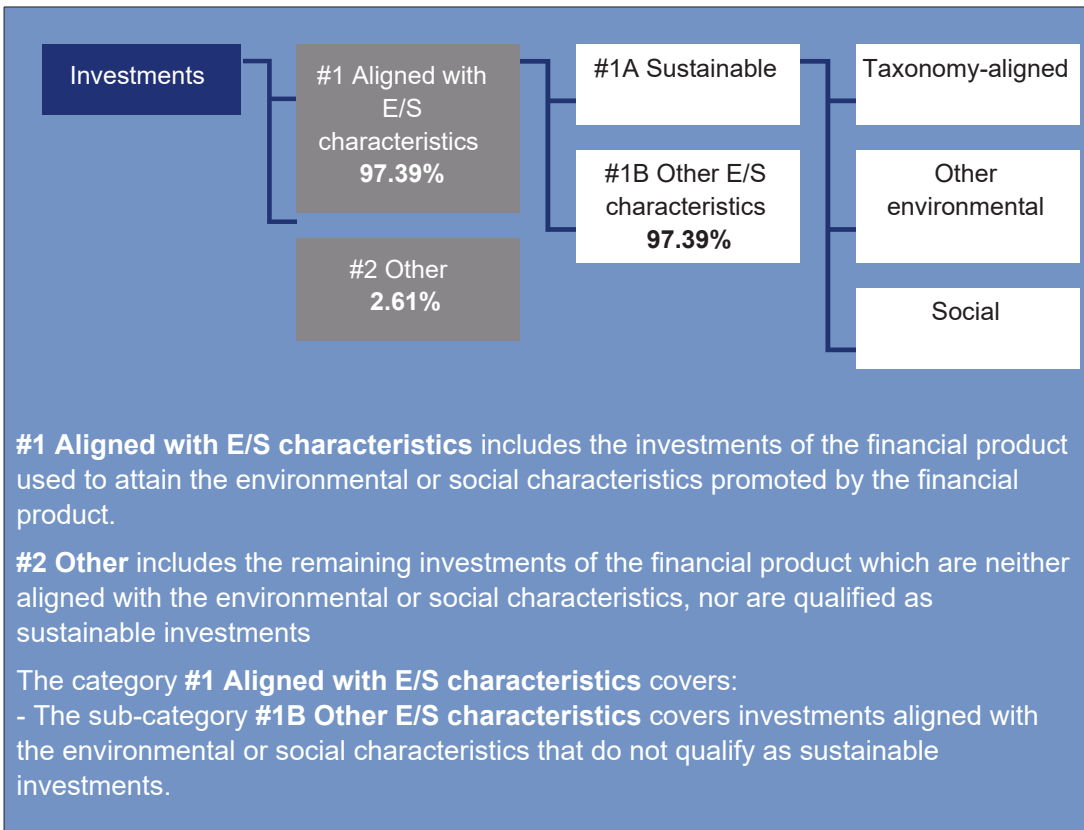 Investments
#1 Aligned with
E/S
characteristics
97.39%
#2 Other
2.61%
#1A Sustainable
#1B Other E/S
characteristics
97.39%
Taxonomy-aligned
Other
environmental
Social
#1 Aligned with E/S characteristics includes the investments of the financial product
used to attain the environmental or social characteristics promoted by the financial
product.
#2 Other includes the remaining investments of the financial product which are neither
aligned with the environmental or social characteristics, nor are qualified as
sustainable investments
The category #1 Aligned with E/S characteristics covers:
- The sub-category #1B Other E/S characteristics covers investments aligned with
the environmental or social characteristics that do not qualify as sustainable
investments.